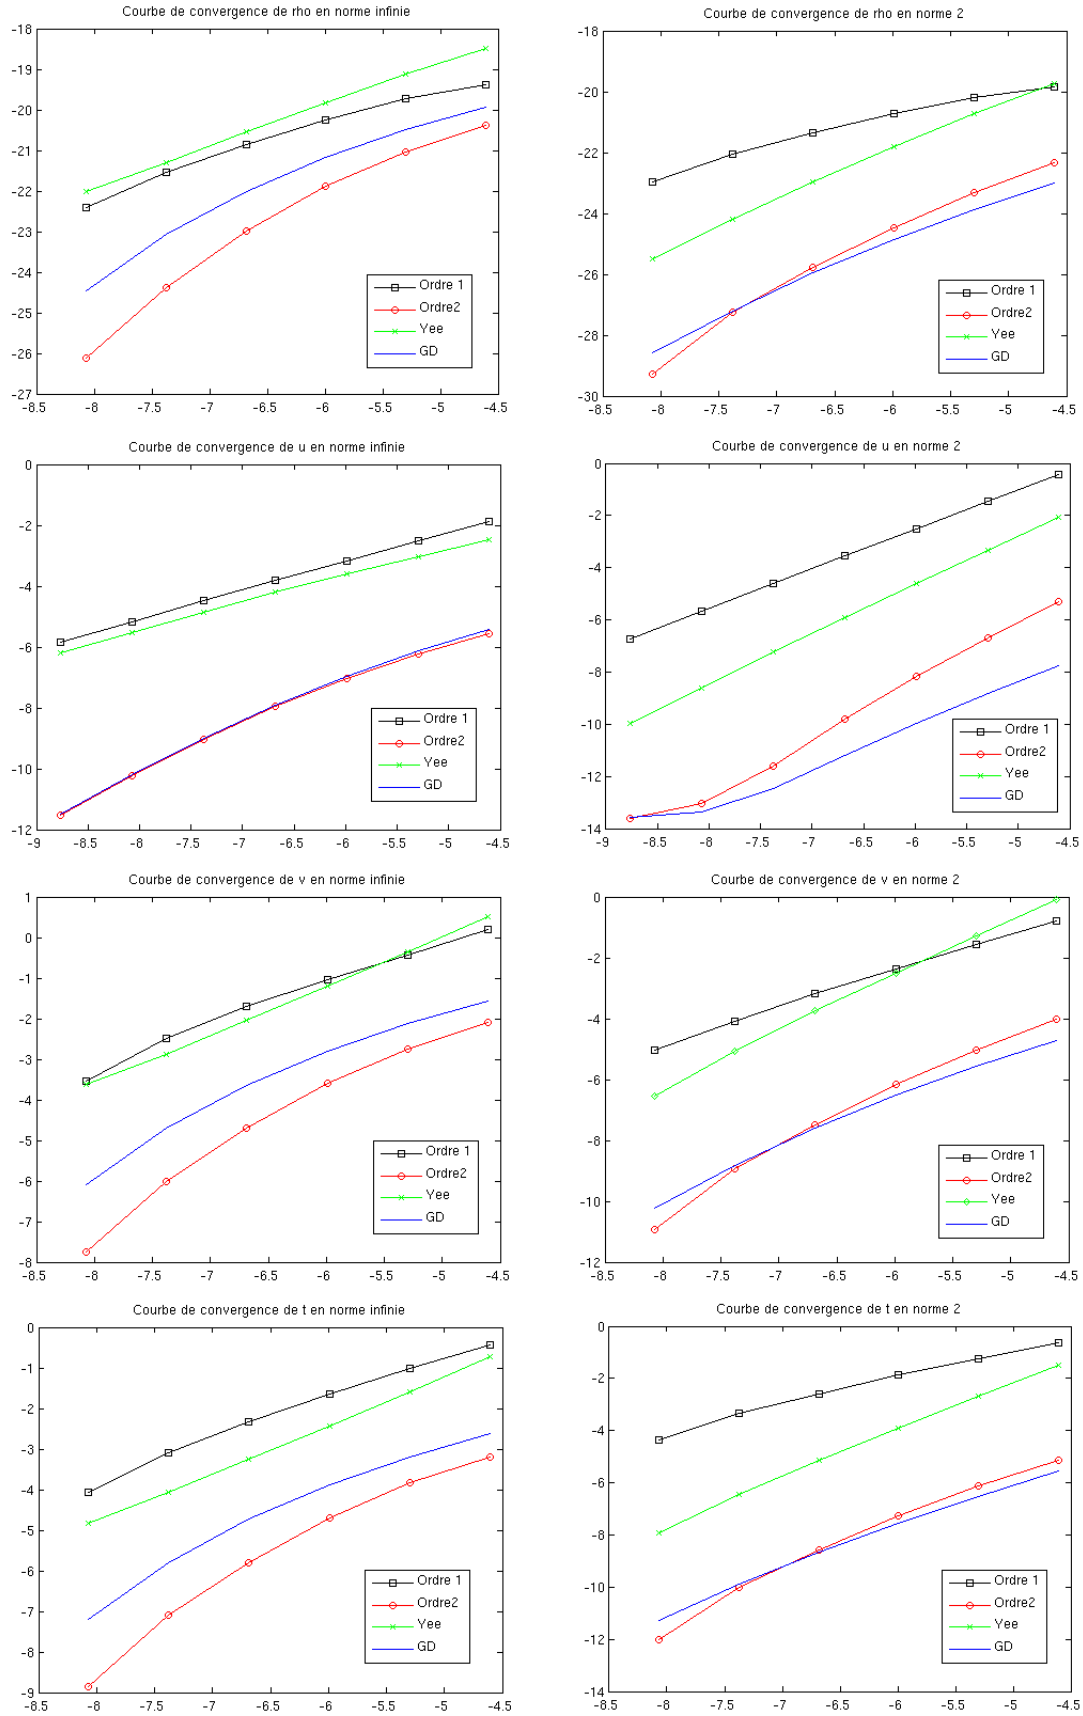 Courbe de convergence de rho en norme infinie
-18
-19
-20
-21
-22
-23
-24
-25
-26
-27
-8.5 -8 -7.5 -7 -6.5 -6 -5.5 -5 -4.5
Ordre 1
Ordre2
Yee
GD
Courbe de convergence de rho en norme 2
-18
-20
-22
-24
-26
-28
-30
-8.5 -8 -7.5 -7 -6.5 -6 -5.5 -5 -4.5
Ordre 1
Ordre2
Yee
GD
Courbe de convergence de u en norme infinie
0
-2
-4
-6
-8
-10
-12
-9 -8.5 -8 -7.5 -7 -6.5 -6 -5.5 -5 -4.5
Ordre 1
Ordre2
Yee
GD
Courbe de convergence de u en norme 2
0
-2
-4
-6
-8
-10
-12
-14
-9 -8.5 -8 -7.5 -7 -6.5 -6 -5.5 -5 -4.5
Ordre 1
Ordre2
Yee
GD
Courbe de convergence de v en norme infinie
1
0
-1
-2
-3
-4
-5
-6
-7
-8
-8.5 -8 -7.5 -7 -6.5 -6 -5.5 -5 -4.5
Ordre 1
Ordre2
Yee
GD
Courbe de convergence de v en norme 2
0
-2
-4
-6
-8
-10
-12
-8.5 -8 -7.5 -7 -6.5 -6 -5.5 -5 -4.5
Ordre 1
Ordre2
Yee
GD
Courbe de convergence de t en norme infinie
0
-1
-2
-3
-4
-5
-6
-7
-8
-9
-8.5 -8 -7.5 -7 -6.5 -6 -5.5 -5 -4.5
Ordre 1
Ordre2
Yee
GD
Courbe de convergence de t en norme 2
0
-2
-4
-6
-8
-10
-12
-14
-8.5 -8 -7.5 -7 -6.5 -6 -5.5 -5 -4.5
Ordre 1
Ordre2
Yee
GD